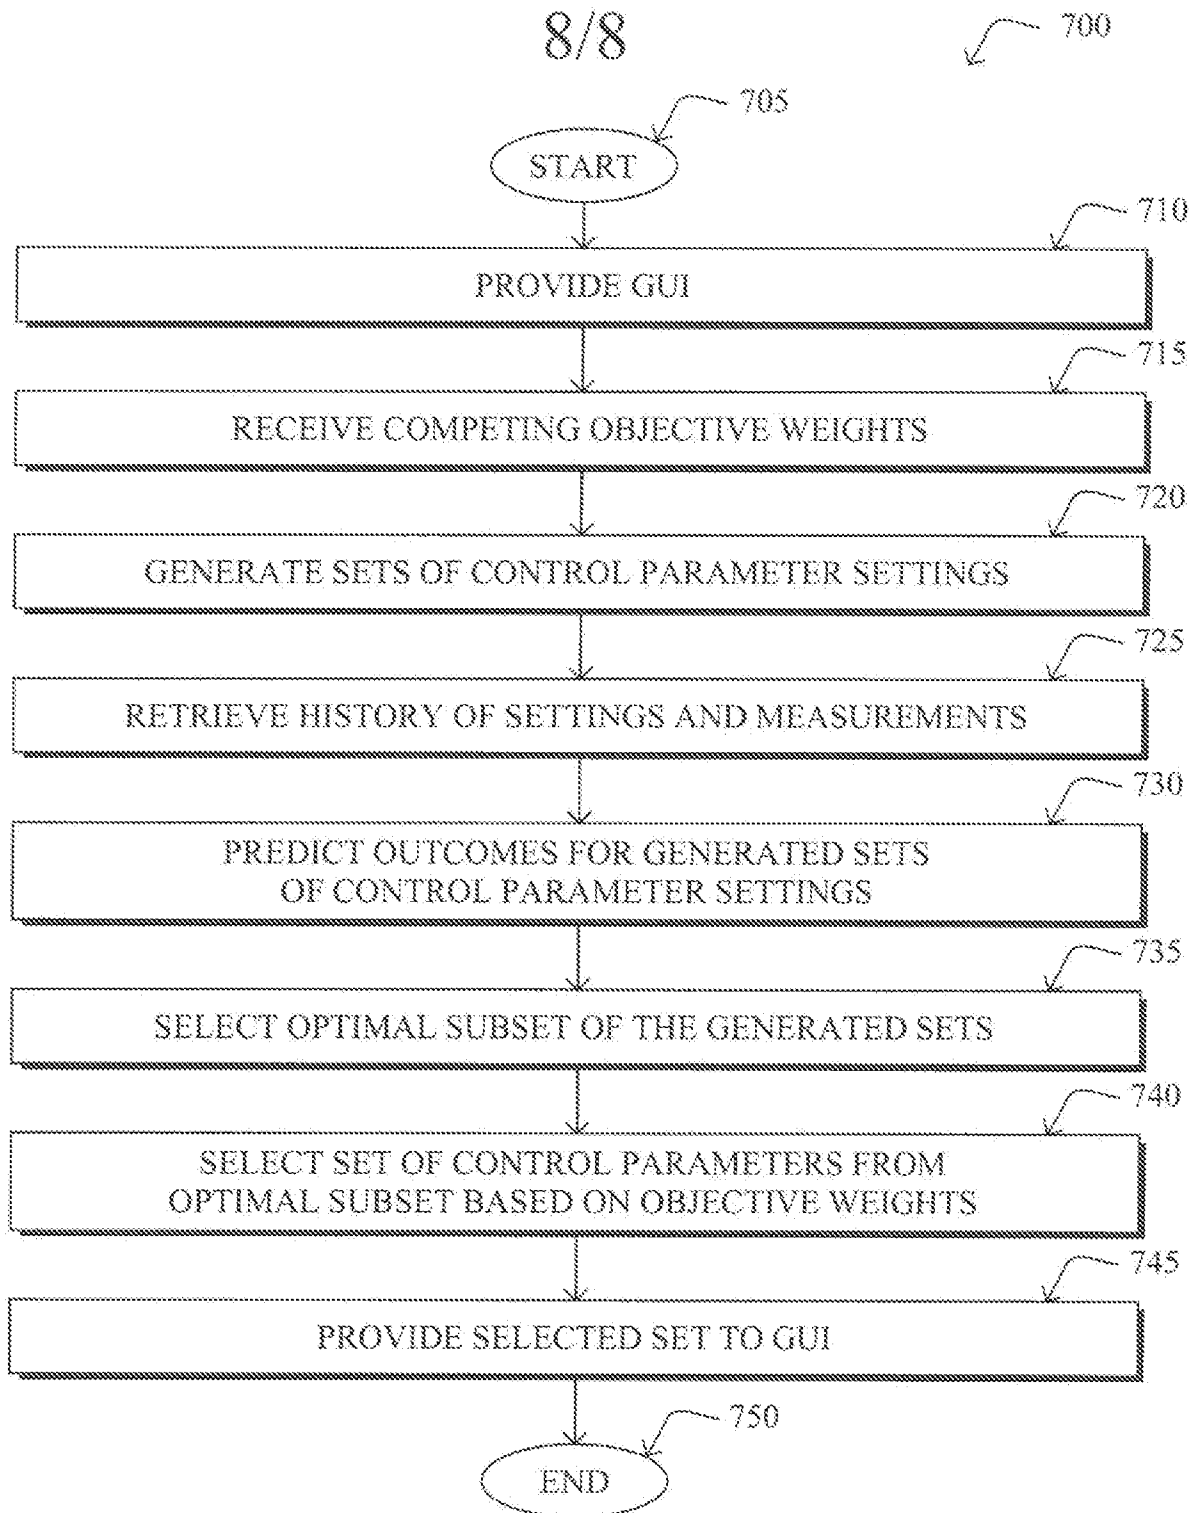 8/8
700
705
START
710
PROVIDE GUI
715
RECEIVE COMPETING OBJECTIVE WEIGHTS
720
GENERATE SETS OF CONTROL PARAMETER SETTINGS
725
RETRIEVE HISTORY OF SETTINGS AND MEASUREMENTS
730
PREDICT OUTCOMES FOR GENERATED SETS
OF CONTROL PARAMETER SETTINGS
735
SELECT OPTIMAL SUBSET OF THE GENERATED SETS
740
SELECT SET OF CONTROL PARAMETERS FROM
OPTIMAL SUBSET BASED ON OBJECTIVE WEIGHTS
745
PROVIDE SELECTED SET TO GUI
750
END